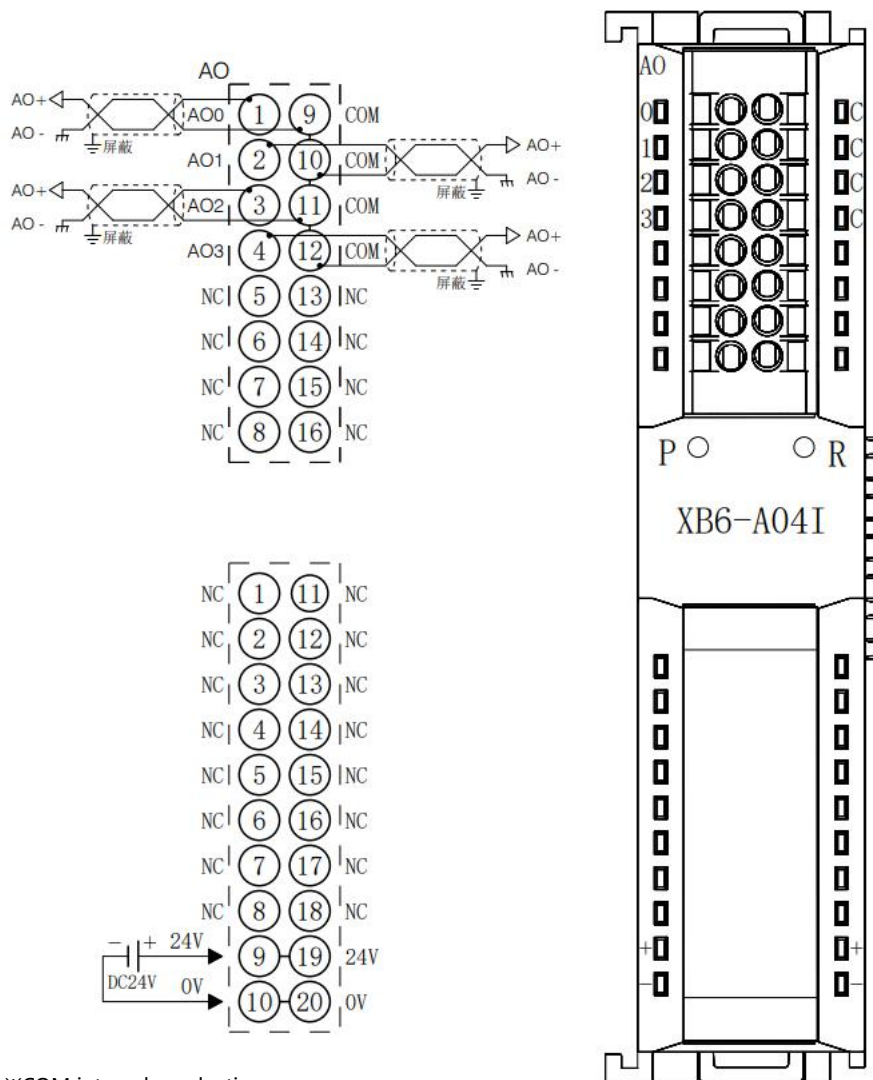 AO
AO+ AO0 1 9 COM
AO- 屏蔽
AO1 2 10 COM AO+
屏蔽 AO-
AO+ AO2 3 11 COM
AO- 屏蔽
AO3 4 12 COM AO+
屏蔽 AO-
NC 5 13 NC
NC 6 14 NC
NC 7 15 NC
NC 8 16 NC
NC 1 11 NC
NC 2 12 NC
NC 3 13 NC
NC 4 14 NC
NC 5 15 NC
NC 6 16 NC
NC 7 17 NC
NC 8 18 NC
- + 24V 9 19 24V
DC24V 0V 10 20 0V
AO
0 C
1 C
2 C
3 C
P R
XB6-A04I
+ +
- -